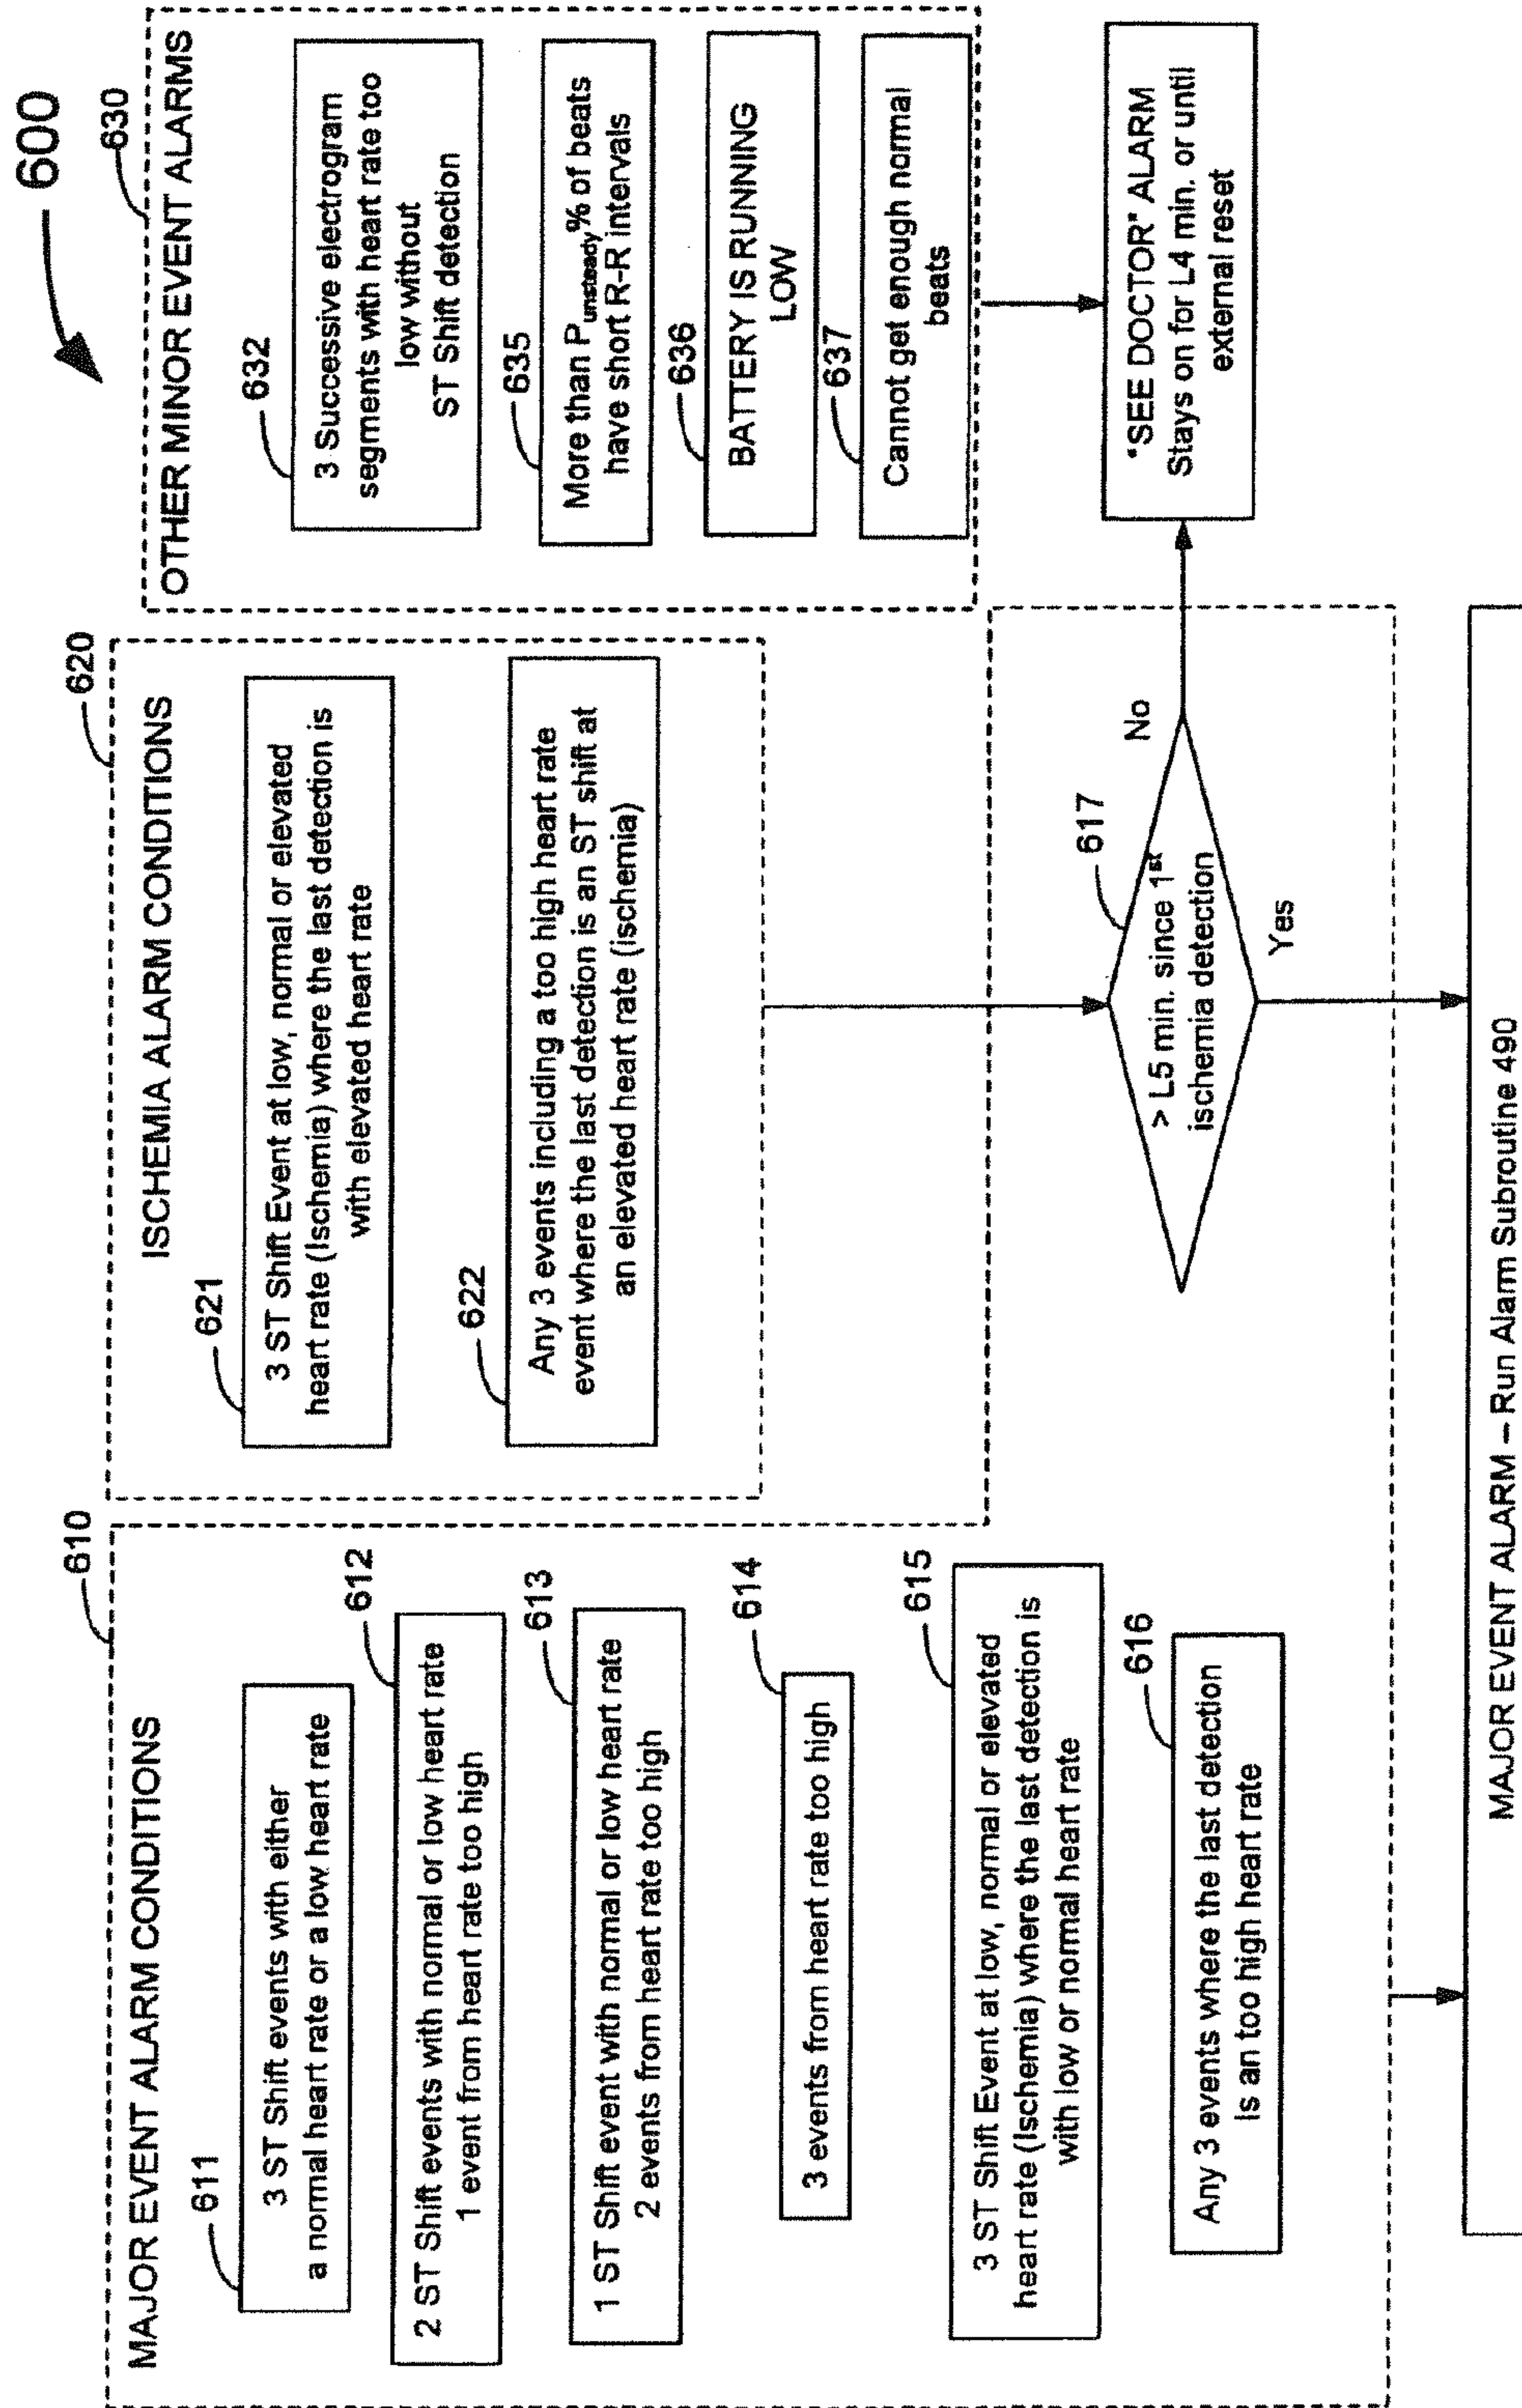 600
610
MAJOR EVENT ALARM CONDITIONS
611
3 ST Shift events with either
a normal heart rate or a low heart rate
612
2 ST Shift events with normal or low heart rate
1 event from heart rate too high
613
1 ST Shift event with normal or low heart rate
2 events from heart rate too high
614
3 events from heart rate too high
615
3 ST Shift Event at low, normal or elevated
heart rate (Ischemia) where the last detection is
with low or normal heart rate
616
Any 3 events where the last detection
is an too high heart rate
620
ISCHEMIA ALARM CONDITIONS
621
3 ST Shift Event at low, normal or elevated
heart rate (Ischemia) where the last detection is
with elevated heart rate
622
Any 3 events including a too high heart rate
event where the last detection is an ST shift at
an elevated heart rate (ischemia)
617
> L5 min. since 1st
ischemia detection
No
Yes
630
OTHER MINOR EVENT ALARMS
632
3 Successive electrogram
segments with heart rate too
low without
ST Shift detection
635
More than Punsteady% of beats
have short R-R intervals
636
BATTERY IS RUNNING
LOW
637
Cannot get enough normal
beats
"SEE DOCTOR" ALARM
Stays on for L4 min. or until
external reset
MAJOR EVENT ALARM – Run Alarm Subroutine 490